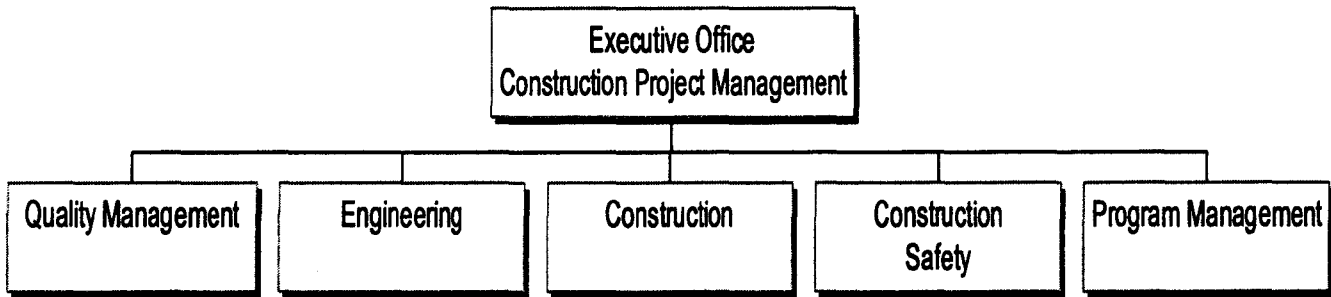 Executive Office
Construction Project Management
Quality Management
Engineering
Construction
Construction
Safety
Program Management